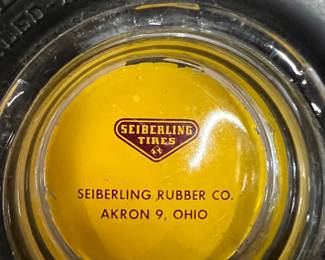 SEIBERLING
TIRES
SEIBERLING RUBBER CO.
AKRON 9, OHIO